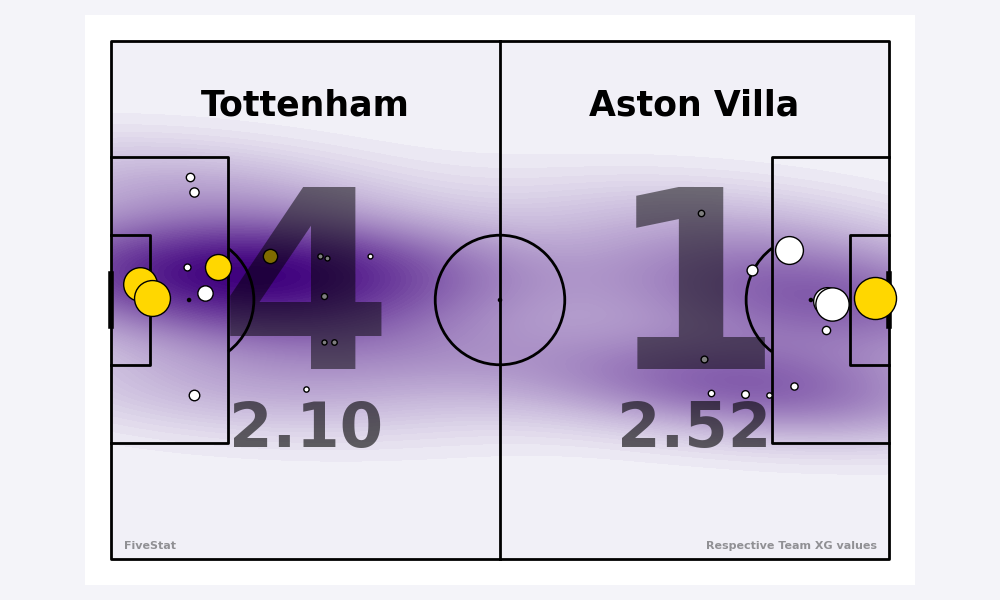 Tottenham
Aston Villa
4
1
2.10
2.52
FiveStat
Respective Team XG values